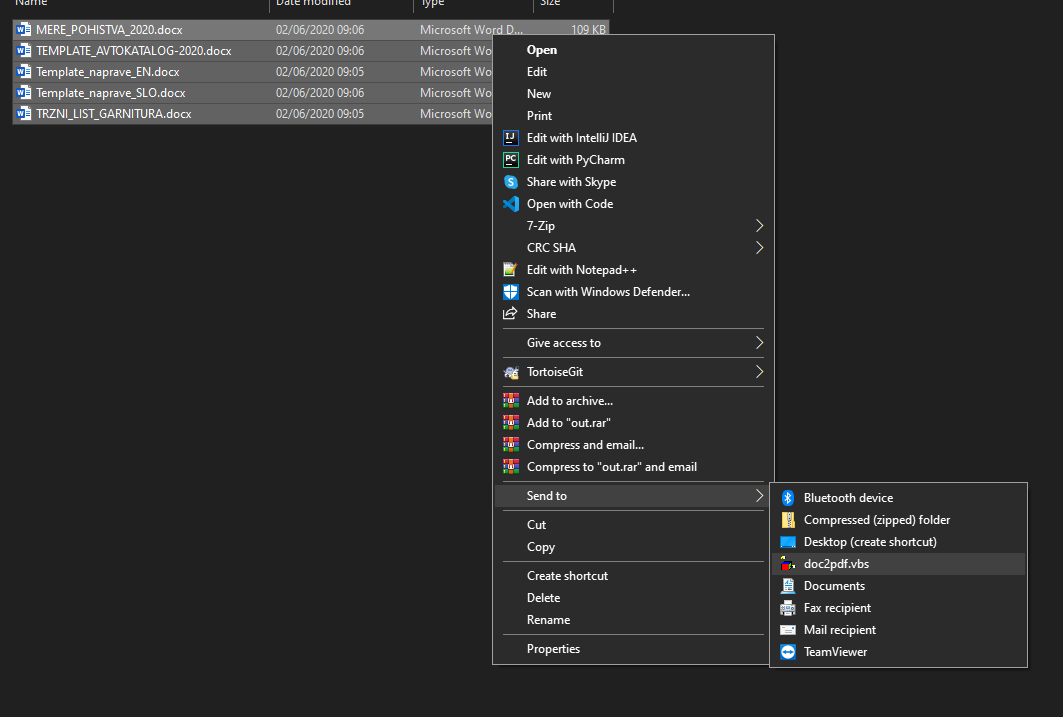 Name Date modified Type Size
MERE_POHISTVA_2020.docx 02/06/2020 09:06 Microsoft Word D... 109 KB
TEMPLATE_AVTOKATALOG-2020.docx 02/06/2020 09:06 Microsoft Wo
Template_naprave_EN.docx 02/06/2020 09:05 Microsoft Wo
Template_naprave_SLO.docx 02/06/2020 09:06 Microsoft Wo
TRZNI_LIST_GARNITURA.docx 02/06/2020 09:05 Microsoft Wo
Open
Edit
New
Print
Edit with IntelliJ IDEA
Edit with PyCharm
Share with Skype
Open with Code
7-Zip
CRC SHA
Edit with Notepad++
Scan with Windows Defender...
Share
Give access to
TortoiseGit
Add to archive...
Add to "out.rar"
Compress and email...
Compress to "out.rar" and email
Send to
Cut
Copy
Create shortcut
Delete
Rename
Properties
Bluetooth device
Compressed (zipped) folder
Desktop (create shortcut)
doc2pdf.vbs
Documents
Fax recipient
Mail recipient
TeamViewer